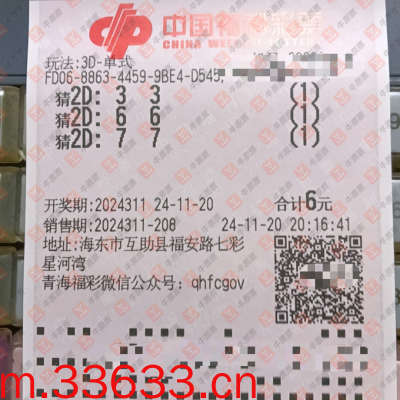 中国福利彩票
CHINA WE
玩法:3D-单式
FD06-8863-4459-9BE4-D545,
猜2D: 3 3 (1)
猜2D: 6 6 (1)
猜2D: 7 7 (1)
开奖期:2024311 24-11-20 合计6元
销售期:2024311-208 24-11-20 20:16:41
地址:海东市互助县福安路七彩
星河湾
青海福彩微信公众号: qhfcgov
m.33633.cn